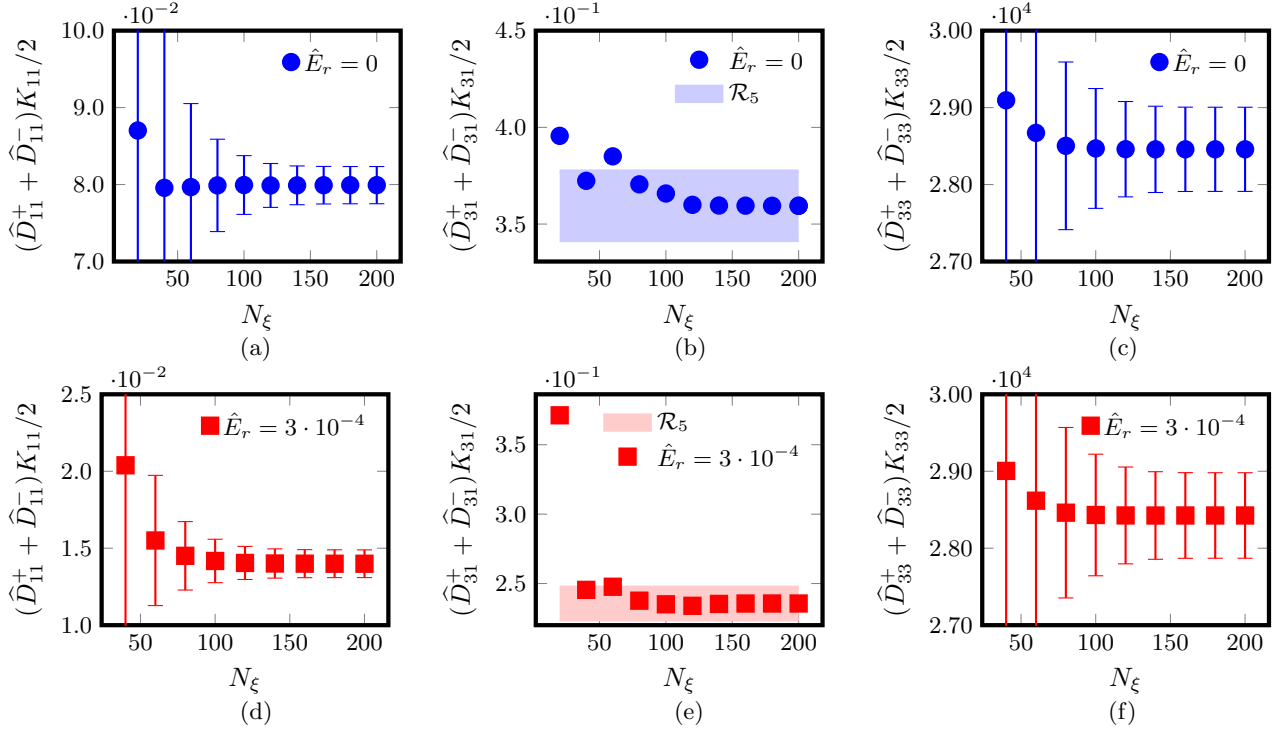 ·10⁻²
(D̂₁₁⁺ + D̂₁₁⁻)K₁₁/2
10.0
9.0
8.0
7.0
50 100 150 200
Ê_r = 0
N_ξ
(a)
·10⁻¹
(D̂₃₁⁺ + D̂₃₁⁻)K₃₁/2
4.5
4
3.5
50 100 150 200
Ê_r = 0
ℛ₅
N_ξ
(b)
·10⁴
(D̂₃₃⁺ + D̂₃₃⁻)K₃₃/2
3.00
2.90
2.80
2.70
50 100 150 200
Ê_r = 0
N_ξ
(c)
·10⁻²
(D̂₁₁⁺ + D̂₁₁⁻)K₁₁/2
2.5
2.0
1.5
1.0
50 100 150 200
Ê_r = 3 · 10⁻⁴
N_ξ
(d)
·10⁻¹
(D̂₃₁⁺ + D̂₃₁⁻)K₃₁/2
3.5
3
2.5
50 100 150 200
ℛ₅
Ê_r = 3 · 10⁻⁴
N_ξ
(e)
·10⁴
(D̂₃₃⁺ + D̂₃₃⁻)K₃₃/2
3.00
2.90
2.80
2.70
50 100 150 200
Ê_r = 3 · 10⁻⁴
N_ξ
(f)